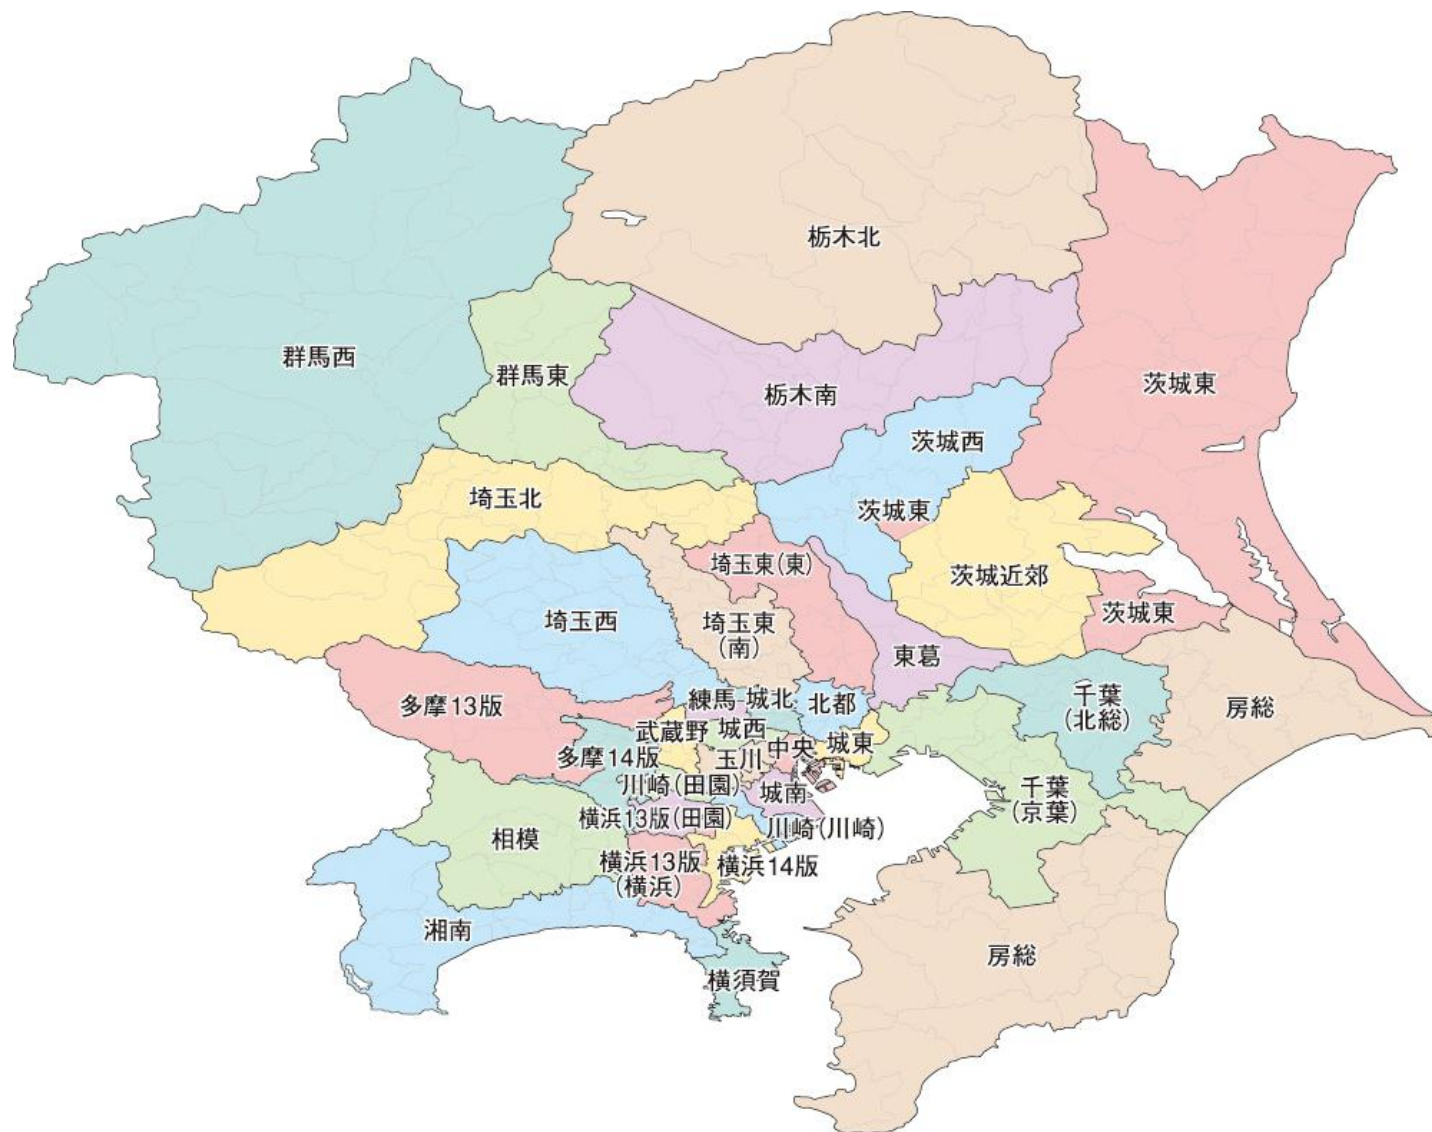 栃木北
群馬西
群馬東
茨城東
栃木南
茨城西
埼玉北
茨城東
埼玉東(東)
茨城近郊
茨城東
埼玉西
埼玉東
(南)
東葛
練馬
城北
北都
千葉
(北総)
房総
多摩13版
武蔵野
城西
中央
城東
多摩14版
玉川
川崎(田園)
城南
千葉
(京葉)
横浜13版(田園)
川崎(川崎)
相模
横浜13版
(横浜)
横浜14版
湘南
房総
横須賀